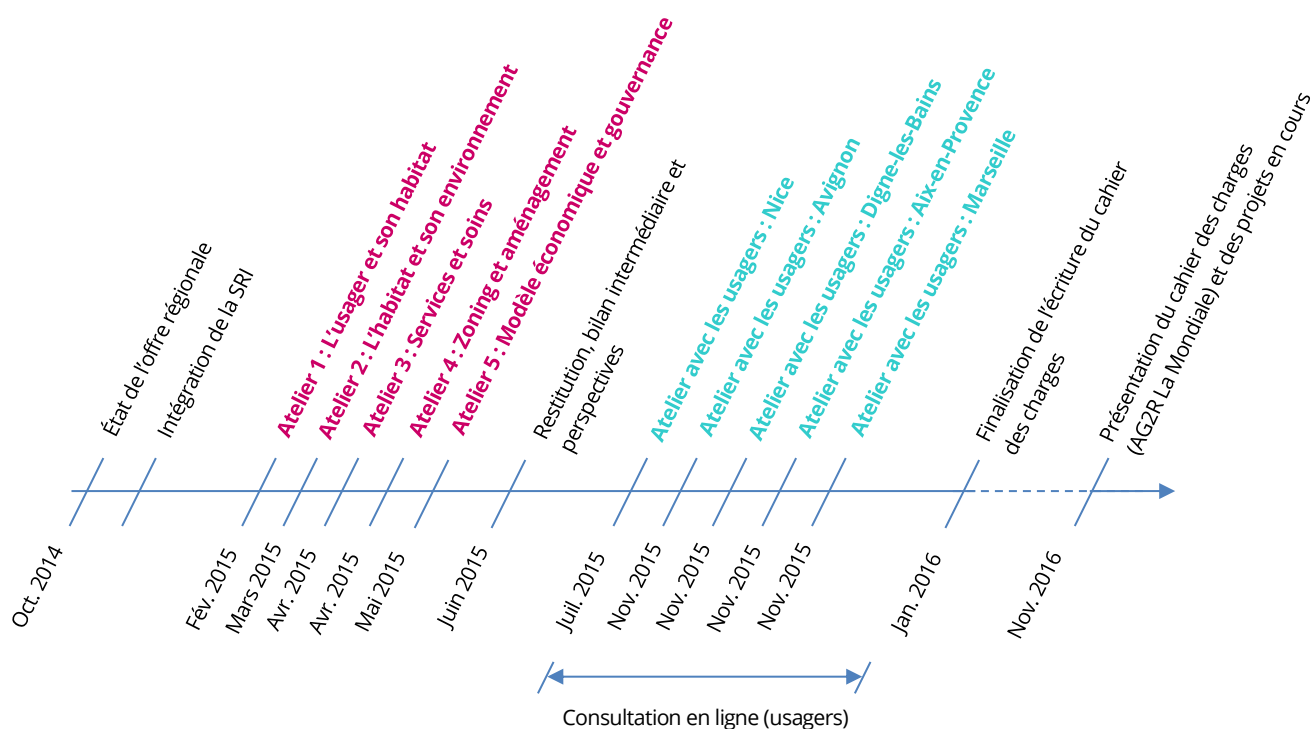 État de l'offre régionale
Intégration de la SRI
Atelier 1 : L'usager et son habitat
Atelier 2 : L'habitat et son environnement
Atelier 3 : Services et soins
Atelier 4 : Zoning et aménagement
Atelier 5 : Modèle économique et gouvernance
Restitution, bilan intermédiaire et
perspectives
Atelier avec les usagers : Nice
Atelier avec les usagers : Avignon
Atelier avec les usagers : Digne-les-Bains
Atelier avec les usagers : Aix-en-Provence
Atelier avec les usagers : Marseille
Finalisation de l'écriture du cahier
des charges
Présentation du cahier des charges
(AG2R La Mondiale) et des projets en cours
Oct. 2014
Fév. 2015
Mars 2015
Avr. 2015
Avr. 2015
Mai 2015
Juin 2015
Juil. 2015
Nov. 2015
Nov. 2015
Nov. 2015
Nov. 2015
Jan. 2016
Nov. 2016
Consultation en ligne (usagers)